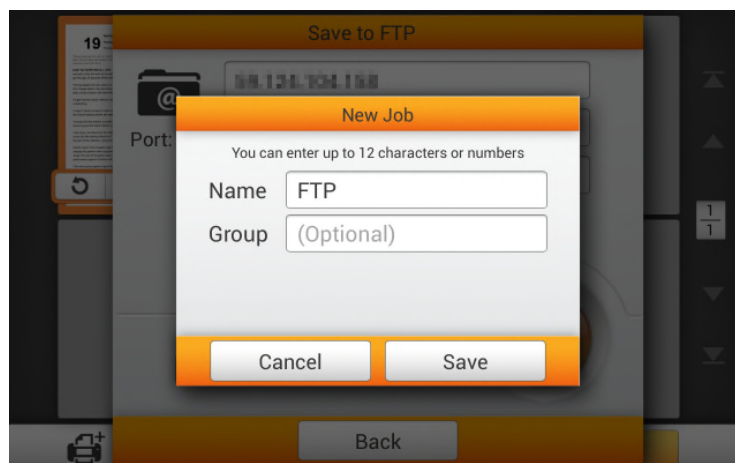 19
Save to FTP
@
Port:
New Job
You can enter up to 12 characters or numbers
Name FTP
Group (Optional)
Cancel Save
1
1
Back